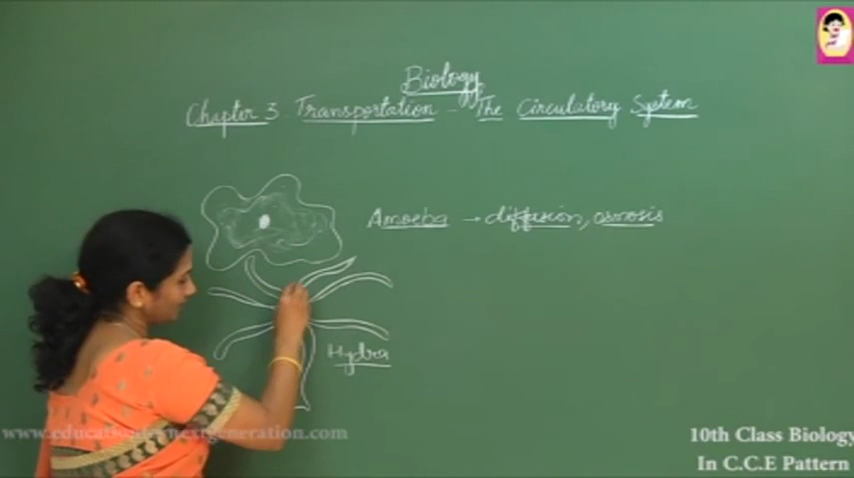 Biology
Chapter 3 Transportation - The Circulatory System
Amoeba → diffusion, osmosis
Hydra
10th Class Biology
In C.C.E Pattern